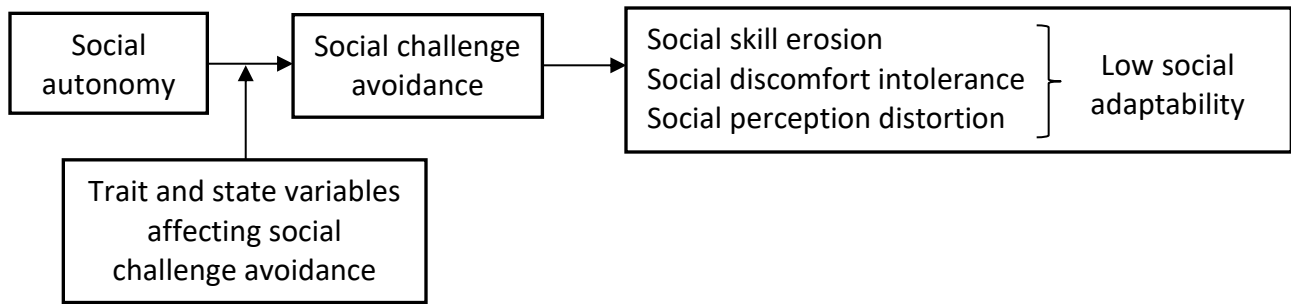 Social
autonomy
Social challenge
avoidance
Social skill erosion
Social discomfort intolerance
Social perception distortion
Low social
adaptability
Trait and state variables
affecting social
challenge avoidance